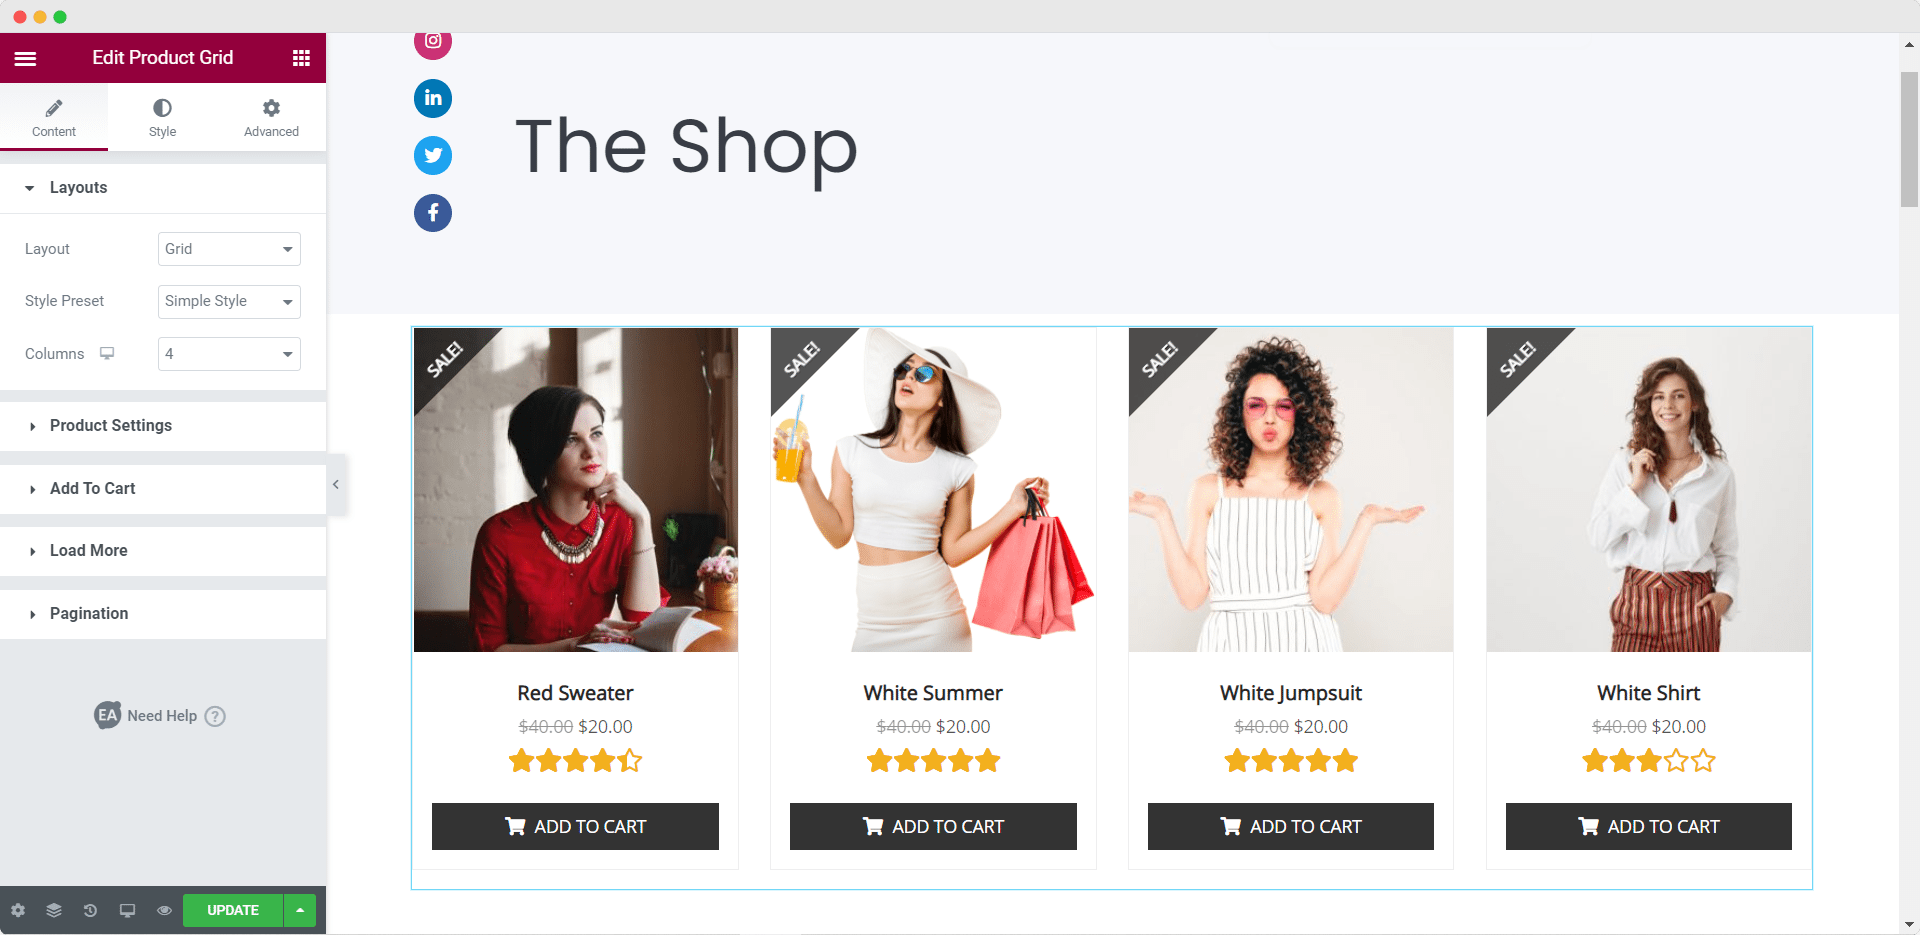 Edit Product Grid
Content
Style
Advanced
Layouts
Layout
Grid
Style Preset
Simple Style
Columns
4
Product Settings
Add To Cart
Load More
Pagination
EA Need Help ?
UPDATE
in
The Shop
SALE!
SALE!
SALE!
SALE!
Red Sweater
$40.00 $20.00
ADD TO CART
White Summer
$40.00 $20.00
ADD TO CART
White Jumpsuit
$40.00 $20.00
ADD TO CART
White Shirt
$40.00 $20.00
ADD TO CART